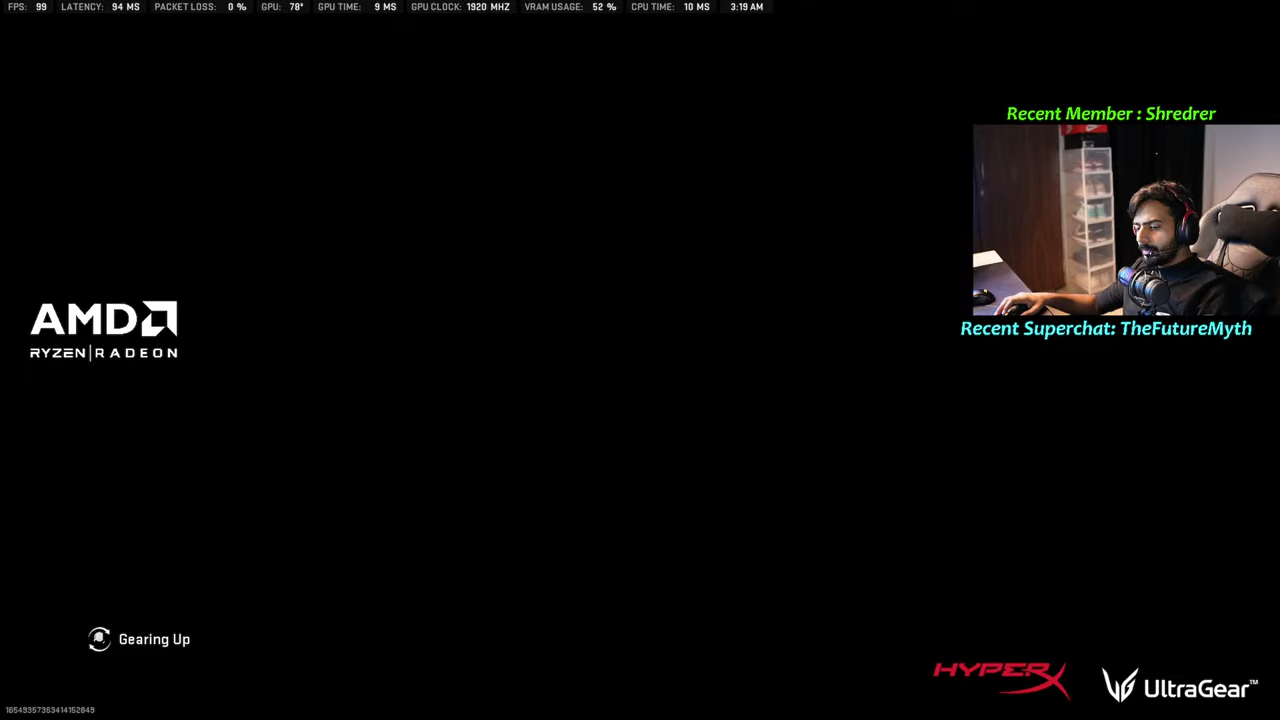 FPS: 99 LATENCY: 94 MS PACKET LOSS: 0 % GPU: 78° GPU TIME: 9 MS GPU CLOCK: 1920 MHZ VRAM USAGE: 52 % CPU TIME: 10 MS 3:19 AM
Recent Member : Shredrer
Recent Superchat: TheFutureMyth
AMD
RYZEN|RADEON
Gearing Up
HYPERX
UltraGear™
16549357363414152849